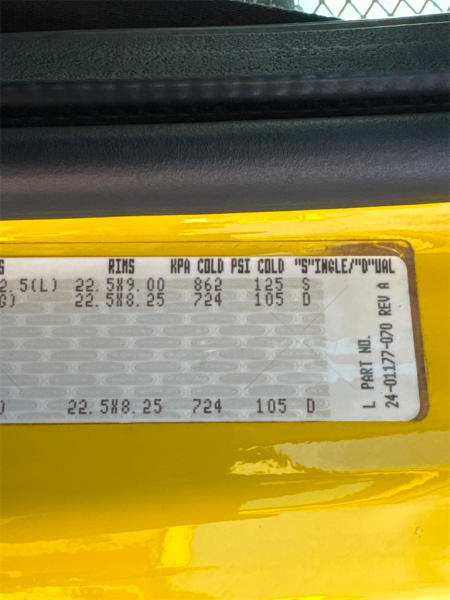 S RIMS KPA COLD PSI COLD "S"INGLE/"D"UAL
2.5(L) 22.5X9.00 862 125 S
G) 22.5X8.25 724 105 D
) 22.5X8.25 724 105 D
L PART NO.
24-01177-070 REV A